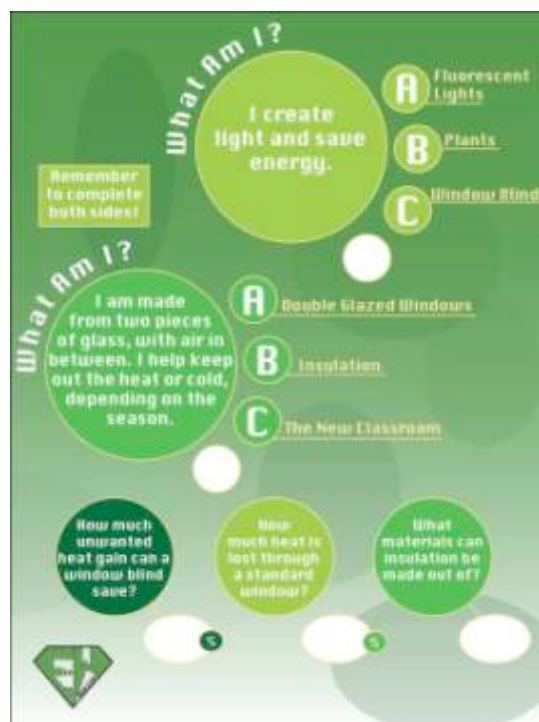 What Am I?
I create
light and save
energy.
A
Fluorescent
Lights
B
Plants
C
Window Blind
Remember
to complete
both sides!
What Am I?
I am made
from two pieces
of glass, with air in
between. I help keep
out the heat or cold,
depending on the
season.
A
Double Glazed Windows
B
Insulation
C
The New Classroom
How much
unwanted
heat gain can a
window blind
save?
How
much heat is
lost through
a standard
window?
What
materials can
insulation be
made out of?